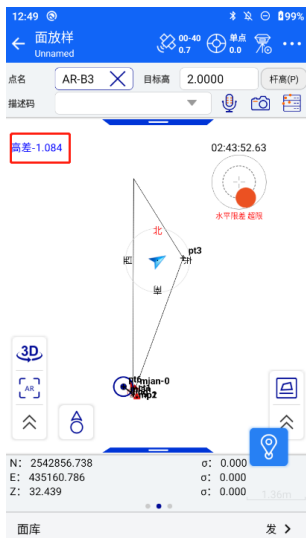 12:49 99%
面放样 00-40 单点
Unnamed 0.7 0.0
点名 AR-B3 目标高 2.0000 杆高(P)
描述码
高差-1.084 02:43:52.63
水平限差 超限
北
pt3
西 东
南
3D
AR
N: 2542856.738 σ: 0.000
E: 435160.786 σ: 0.000
Z: 32.439 σ: 0.000 1.36m
面库 发